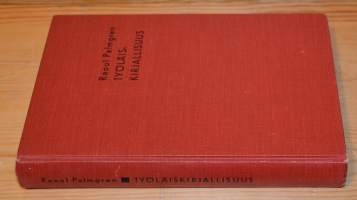 Raoul Palmgren
TYÖLÄIS-
KIRJALLISUUS
Raoul Palmgren ■ TYÖLÄISKIRJALLISUUS